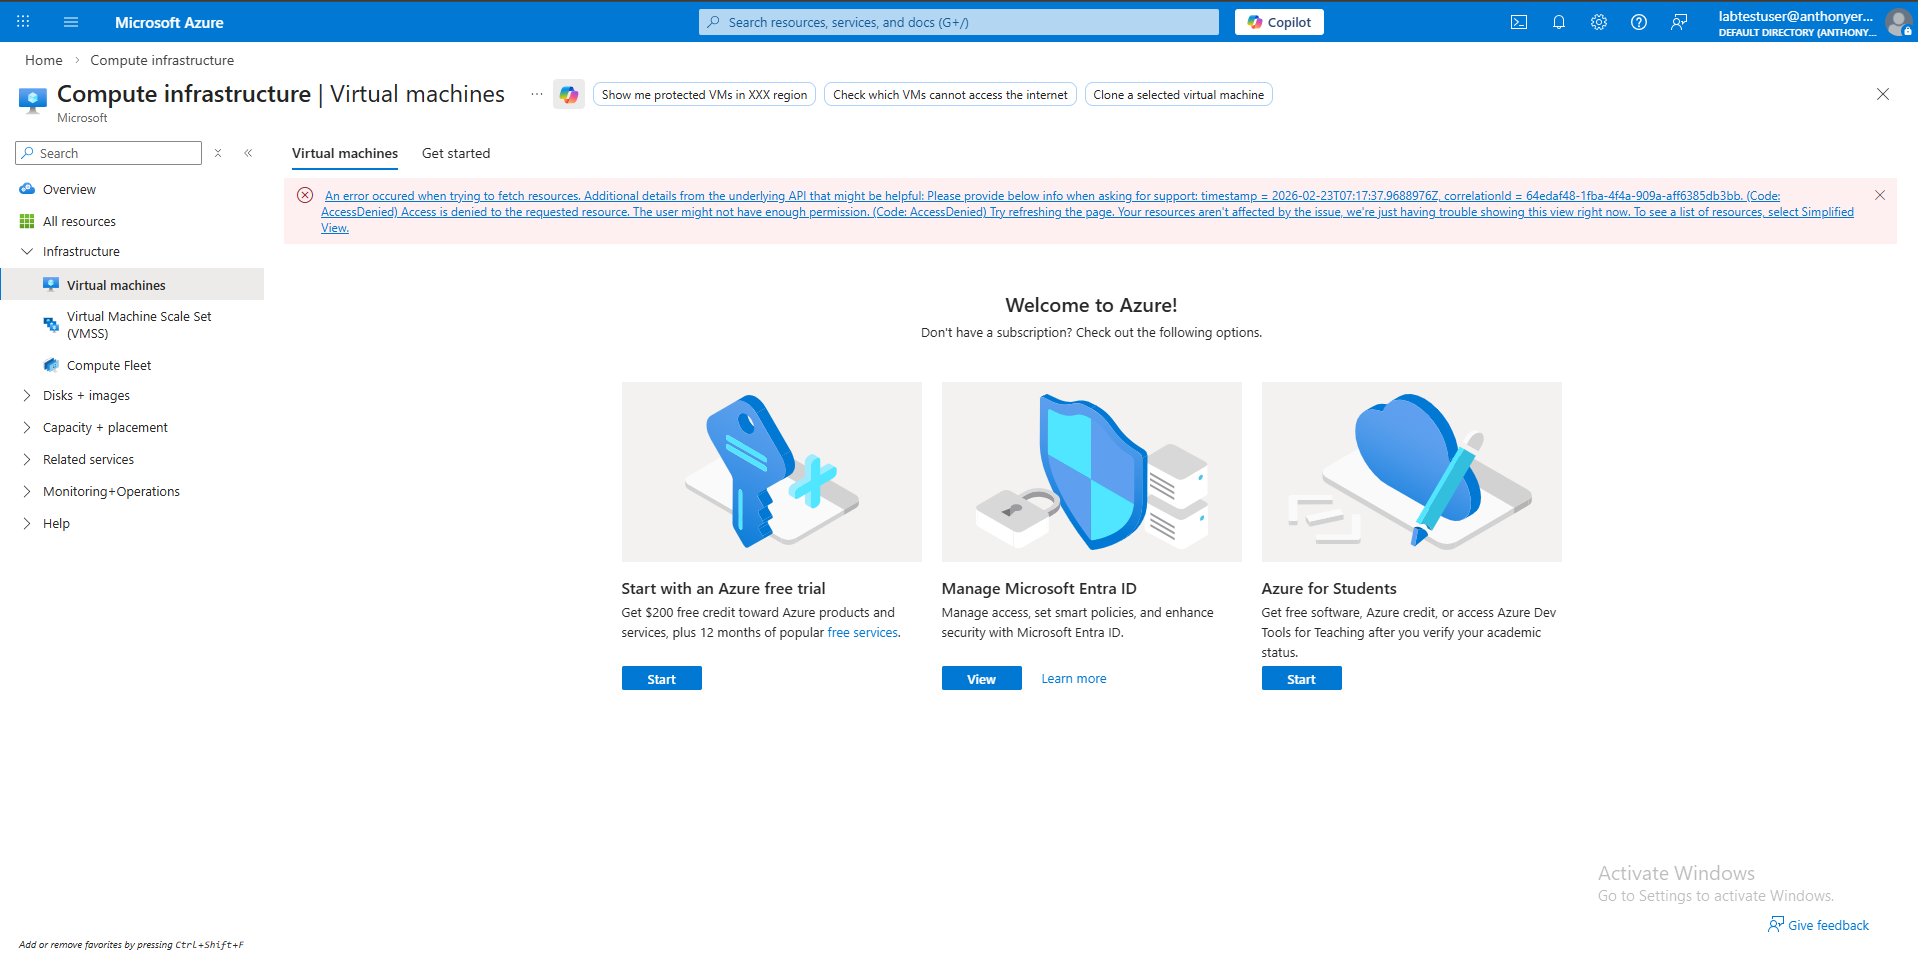 Microsoft Azure
Search resources, services, and docs (G+/)
Copilot
labtestuser@anthonyer...
DEFAULT DIRECTORY (ANTHONY...
Home > Compute infrastructure
Compute infrastructure | Virtual machines
Microsoft
Show me protected VMs in XXX region
Check which VMs cannot access the internet
Clone a selected virtual machine
Search
Overview
All resources
Infrastructure
Virtual machines
Virtual Machine Scale Set
(VMSS)
Compute Fleet
Disks + images
Capacity + placement
Related services
Monitoring+Operations
Help
Add or remove favorites by pressing Ctrl+Shift+F
Virtual machines
Get started
An error occured when trying to fetch resources. Additional details from the underlying API that might be helpful: Please provide below info when asking for support: timestamp = 2026-02-23T07:17:37.9688976Z, correlationId = 64edaf48-1fba-4f4a-909a-aff6385db3bb. (Code:
AccessDenied) Access is denied to the requested resource. The user might not have enough permission. (Code: AccessDenied) Try refreshing the page. Your resources aren't affected by the issue, we're just having trouble showing this view right now. To see a list of resources, select Simplified
View.
Welcome to Azure!
Don't have a subscription? Check out the following options.
Start with an Azure free trial
Get $200 free credit toward Azure products and
services, plus 12 months of popular free services.
Start
Manage Microsoft Entra ID
Manage access, set smart policies, and enhance
security with Microsoft Entra ID.
View
Learn more
Azure for Students
Get free software, Azure credit, or access Azure Dev
Tools for Teaching after you verify your academic
status.
Start
Activate Windows
Go to Settings to activate Windows.
Give feedback